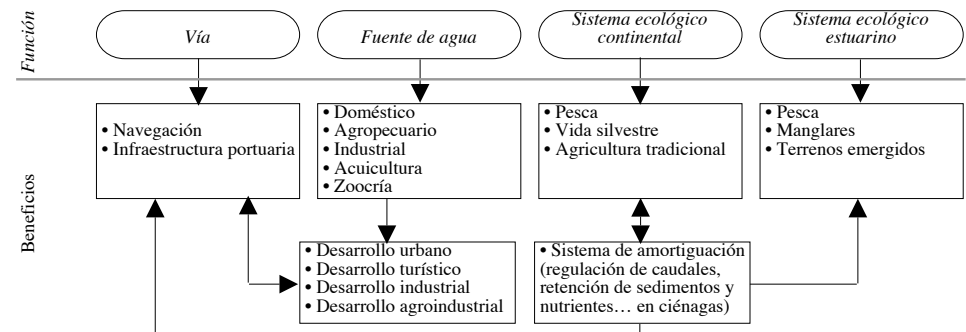 Función
Vía
Fuente de agua
Sistema ecológico
continental
Sistema ecológico
estuarino
Beneficios
• Navegación
• Infraestructura portuaria
• Doméstico
• Agropecuario
• Industrial
• Acuicultura
• Zoocría
• Pesca
• Vida silvestre
• Agricultura tradicional
• Pesca
• Manglares
• Terrenos emergidos
• Desarrollo urbano
• Desarrollo turístico
• Desarrollo industrial
• Desarrollo agroindustrial
• Sistema de amortiguación
(regulación de caudales,
retención de sedimentos y
nutrientes… en ciénagas)